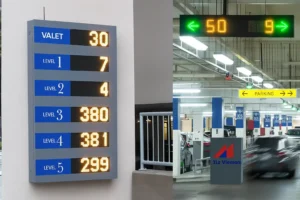 VALET 30
LEVEL 1 7
LEVEL 2 4
LEVEL 3 380
LEVEL 4 381
LEVEL 5 299
← 50 9 →
← PARKING →